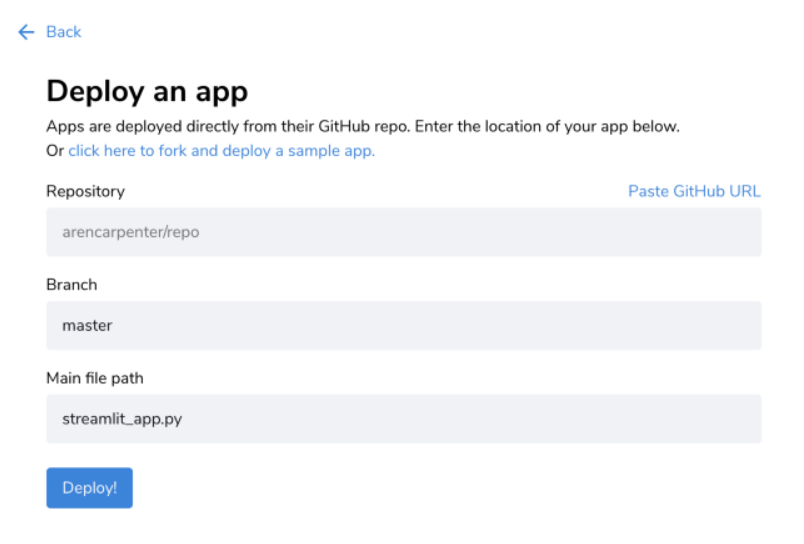 Back
Deploy an app
Apps are deployed directly from their GitHub repo. Enter the location of your app below.
Or click here to fork and deploy a sample app.
Repository Paste GitHub URL
arencarpenter/repo
Branch
master
Main file path
streamlit_app.py
Deploy!